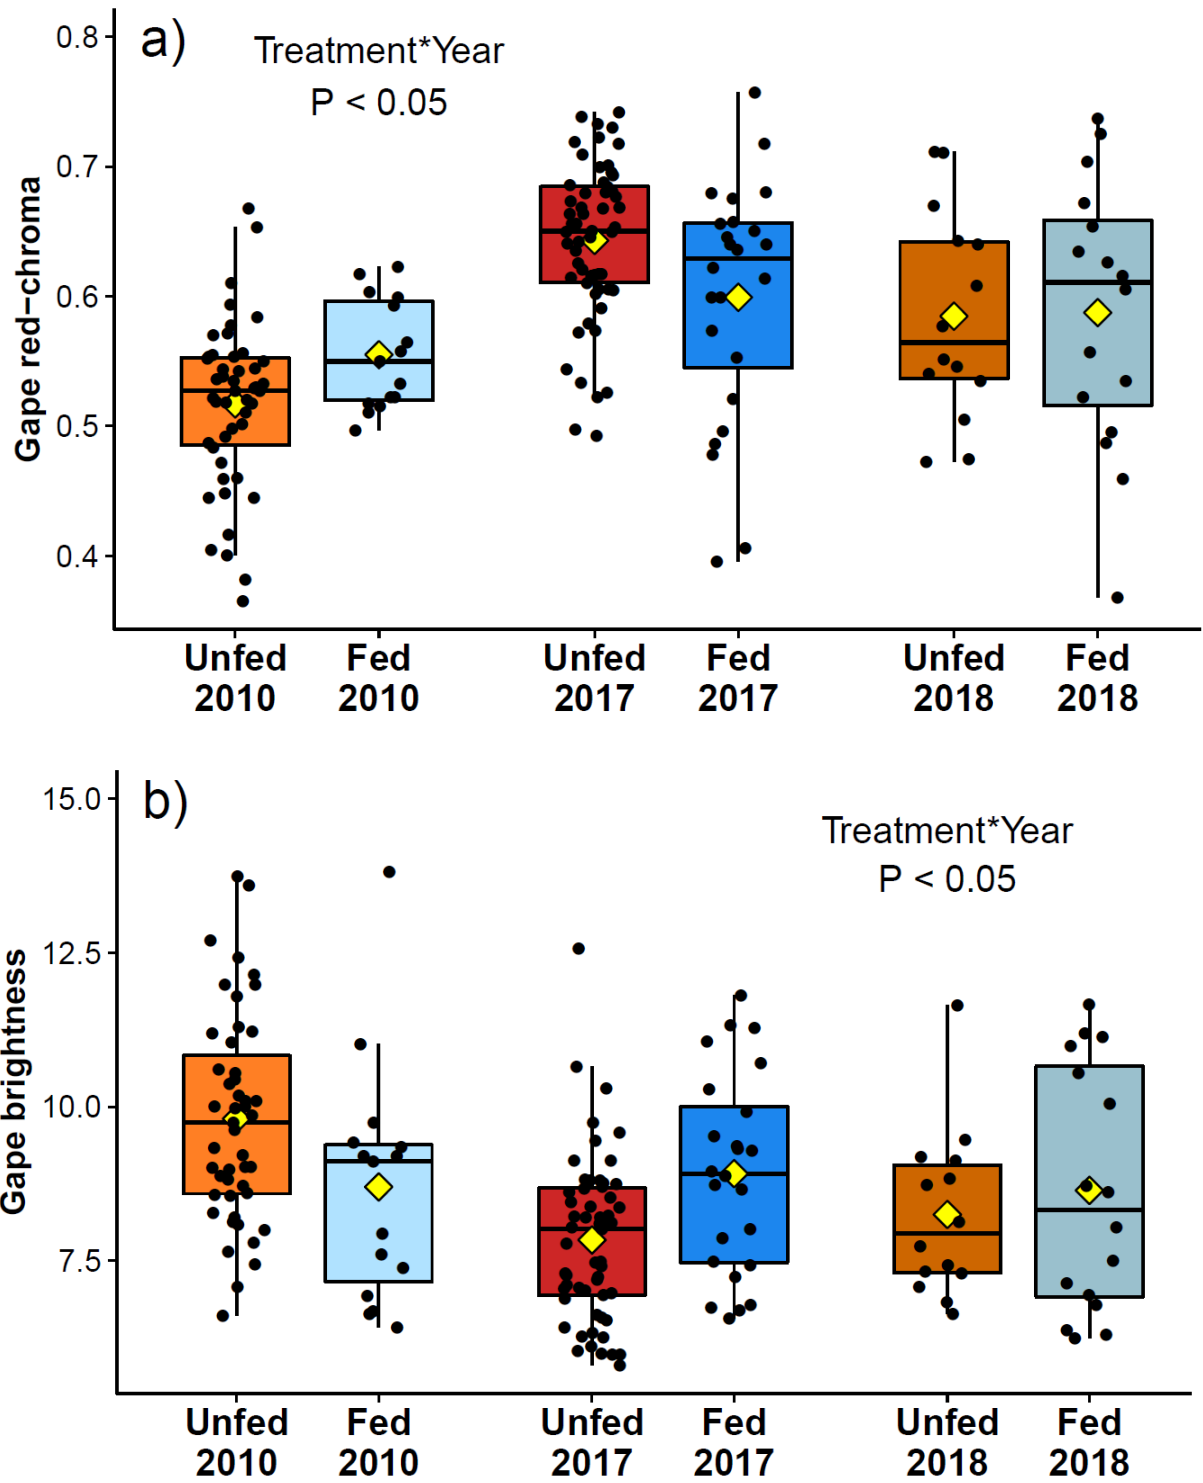 a)
Treatment*Year
P < 0.05
Gape red−chroma
0.8
0.7
0.6
0.5
0.4
Unfed Fed Unfed Fed Unfed Fed
2010 2010 2017 2017 2018 2018
b)
Treatment*Year
P < 0.05
Gape brightness
15.0
12.5
10.0
7.5
Unfed Fed Unfed Fed Unfed Fed
2010 2010 2017 2017 2018 2018